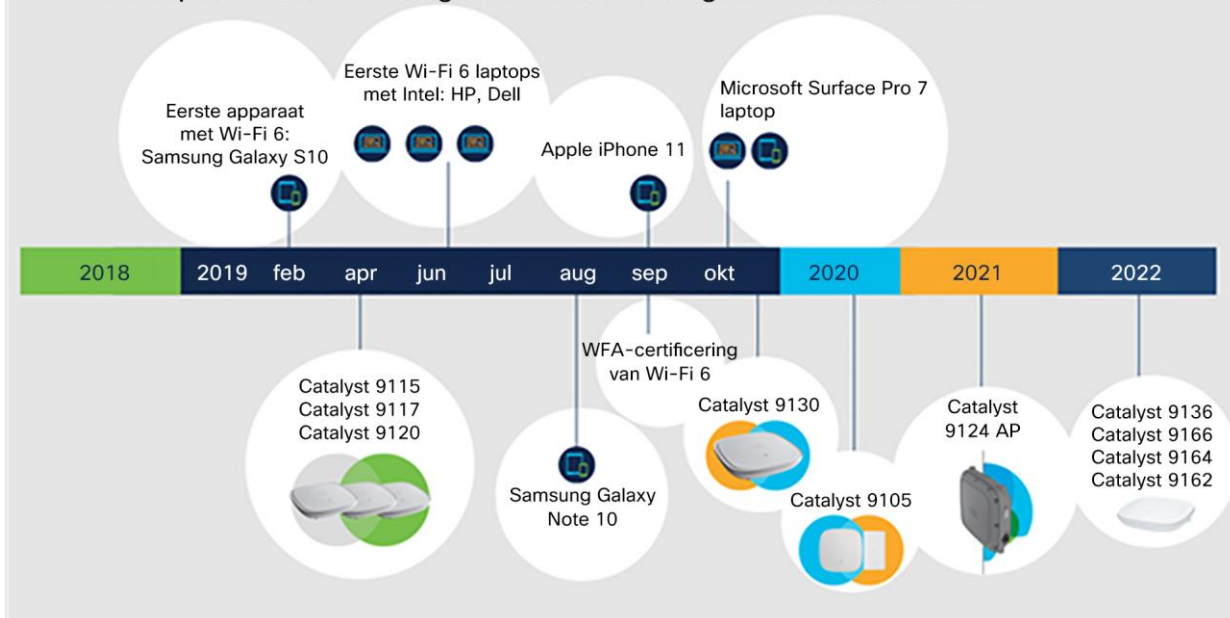 Eerste apparaat
met Wi-Fi 6:
Samsung Galaxy S10
Eerste Wi-Fi 6 laptops
met Intel: HP, Dell
Apple iPhone 11
Microsoft Surface Pro 7
laptop
2018 2019 feb apr jun jul aug sep okt 2020 2021 2022
Catalyst 9115
Catalyst 9117
Catalyst 9120
Samsung Galaxy
Note 10
WFA-certificering
van Wi-Fi 6
Catalyst 9130
Catalyst 9105
Catalyst
9124 AP
Catalyst 9136
Catalyst 9166
Catalyst 9164
Catalyst 9162